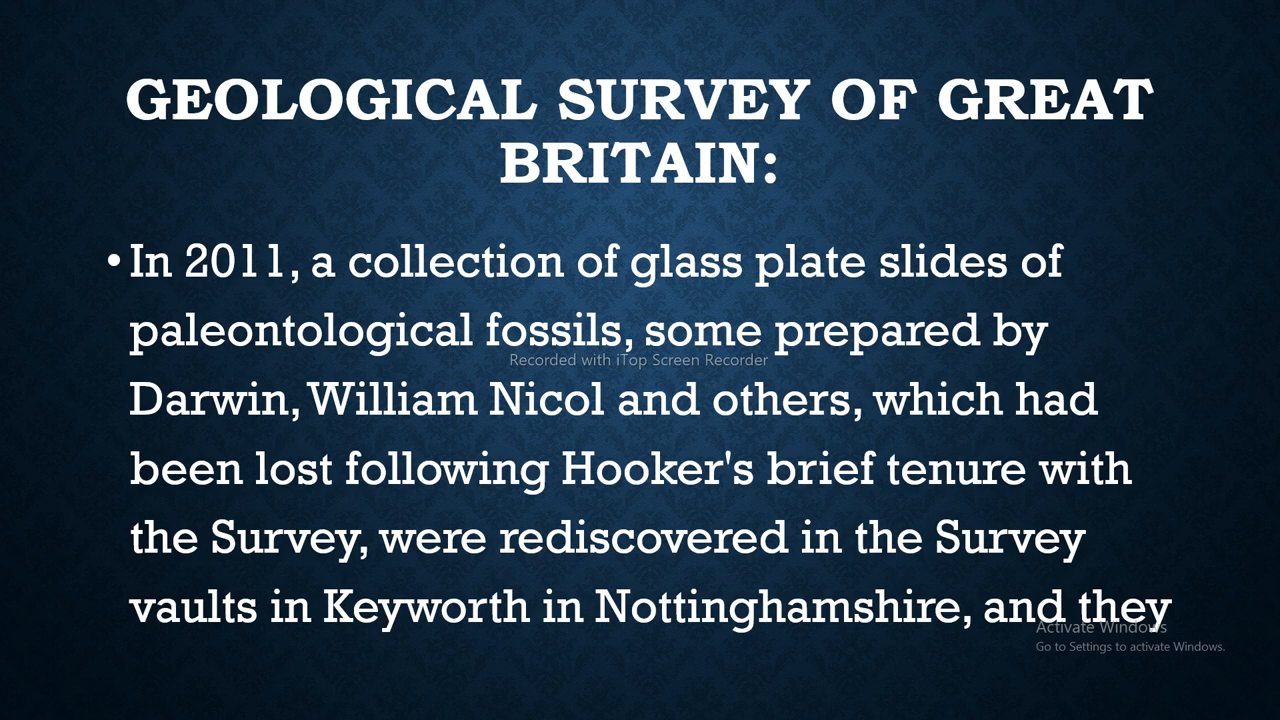 GEOLOGICAL SURVEY OF GREAT
BRITAIN:
• In 2011, a collection of glass plate slides of
paleontological fossils, some prepared by
Recorded with iTop Screen Recorder
Darwin, William Nicol and others, which had
been lost following Hooker's brief tenure with
the Survey, were rediscovered in the Survey
vaults in Keyworth in Nottinghamshire, and they
Activate Windows
Go to Settings to activate Windows.